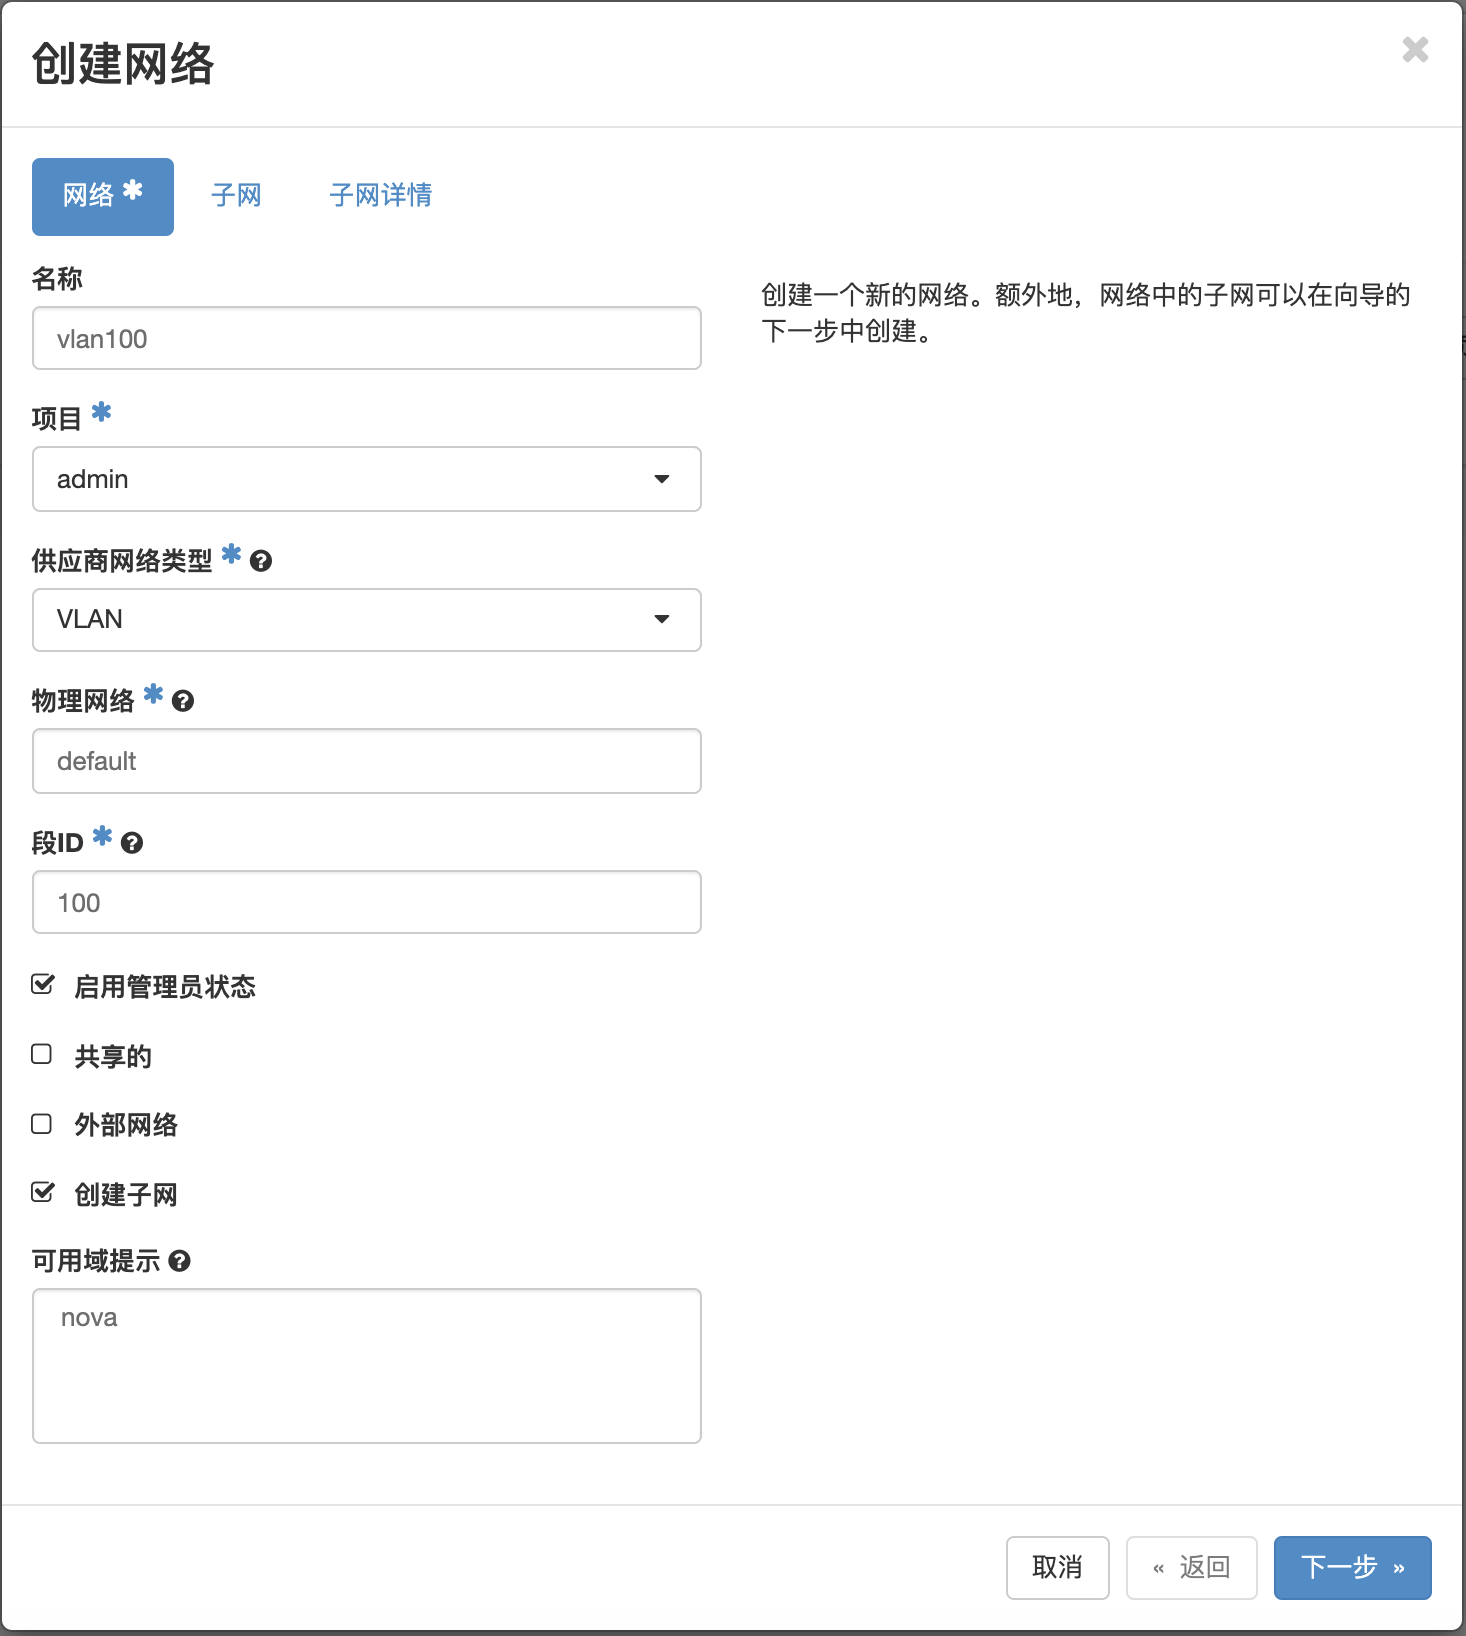 创建网络
网络 * 子网 子网详情
名称
vlan100
创建一个新的网络。额外地，网络中的子网可以在向导的
下一步中创建。
项目 *
admin
供应商网络类型 *
VLAN
物理网络 *
default
段ID *
100
启用管理员状态
共享的
外部网络
创建子网
可用域提示
nova
取消 « 返回 下一步 »